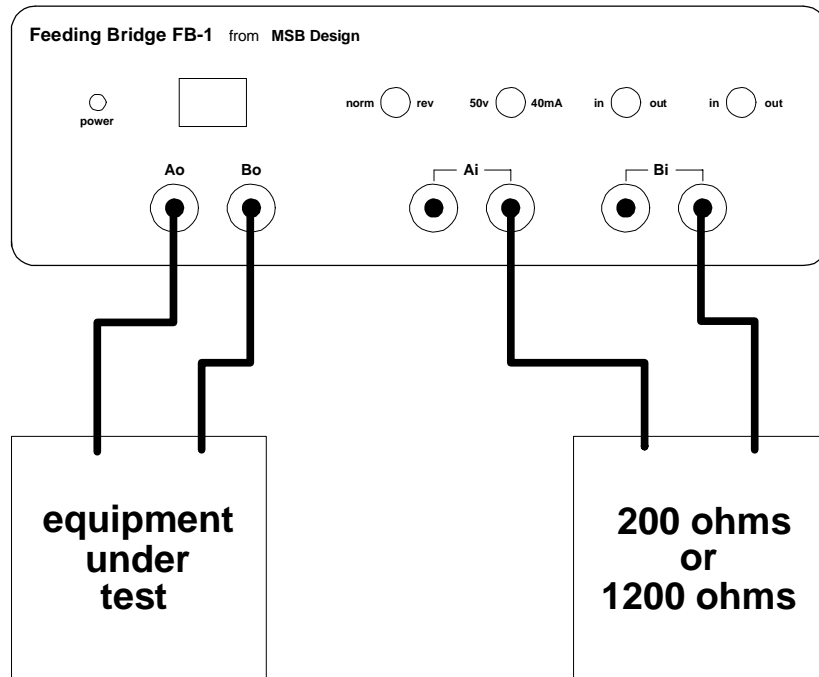 Feeding Bridge FB-1 from MSB Design
power
norm rev 50v 40mA in out in out
Ao Bo Ai Bi
equipment
under
test
200 ohms
or
1200 ohms